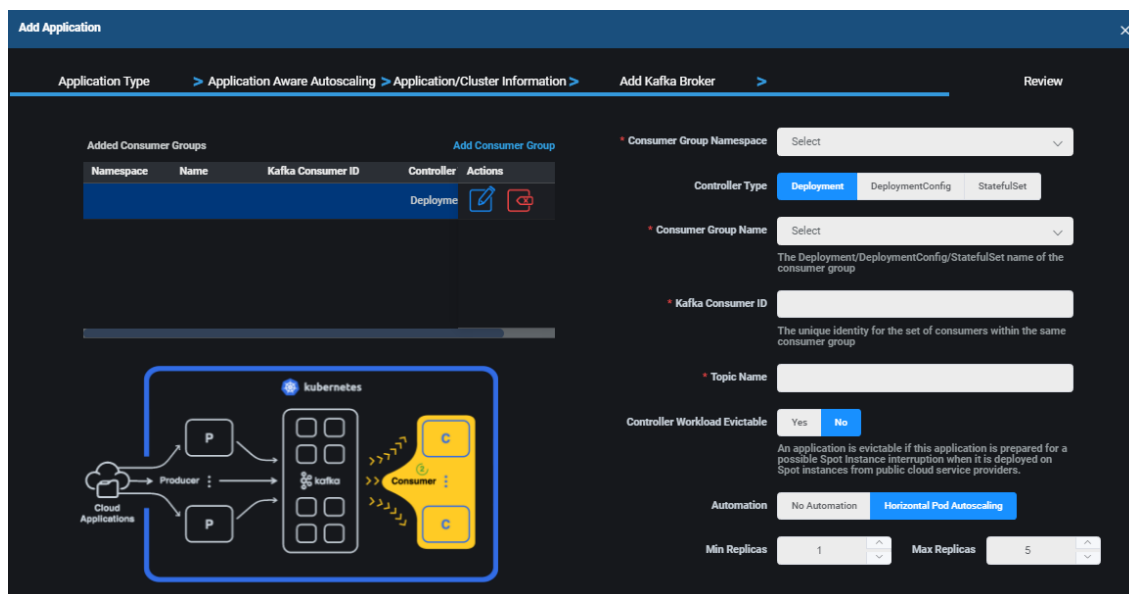 Add Application
×
Application Type > Application Aware Autoscaling > Application/Cluster Information > Add Kafka Broker > Review
Added Consumer Groups Add Consumer Group
Namespace Name Kafka Consumer ID Controller Actions
Deployme
kubernetes
P
Producer
P
kafka
C
Consumer
C
Cloud
Applications
* Consumer Group Namespace Select
Controller Type Deployment DeploymentConfig StatefulSet
* Consumer Group Name Select
The Deployment/DeploymentConfig/StatefulSet name of the
consumer group
* Kafka Consumer ID
The unique identity for the set of consumers within the same
consumer group
* Topic Name
Controller Workload Evictable Yes No
An application is evictable if this application is prepared for a
possible Spot Instance interruption when it is deployed on
Spot instances from public cloud service providers.
Automation No Automation Horizontal Pod Autoscaling
Min Replicas 1 Max Replicas 5